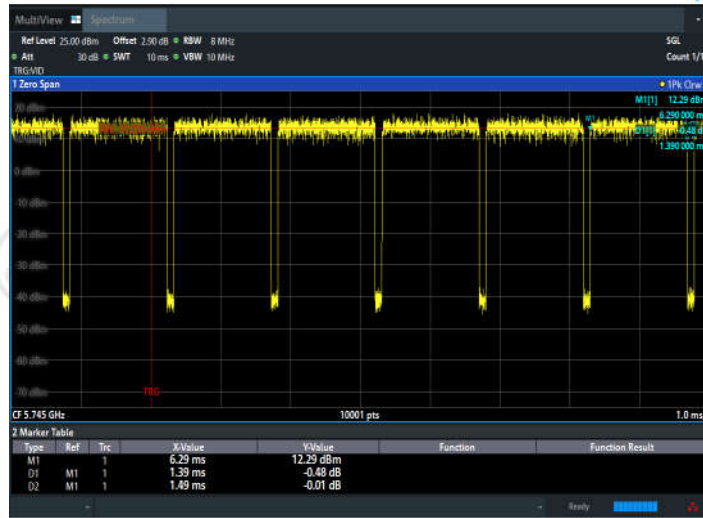 MultiView Spectrum
Ref Level 25.00 dBm Offset 2.90 dB RBW 8 MHz SGL
Att 30 dB SWT 10 ms VBW 10 MHz Count 1/1
TRG:VID
1 Zero Span 1Pk Clrw
M1[1] 12.29 dBm
20 dBm 6.290 000 m
M1
D1[1] -0.48 d
1.390 000 m
0 dBm
-10 dBm
-20 dBm
-30 dBm
-40 dBm
-50 dBm
-60 dBm
-70 dBm TRG
CF 5.745 GHz 10001 pts 1.0 ms
2 Marker Table
Type Ref Trc X-Value Y-Value Function Function Result
M1 1 6.29 ms 12.29 dBm
D1 M1 1 1.39 ms -0.48 dB
D2 M1 1 1.49 ms -0.01 dB
Ready